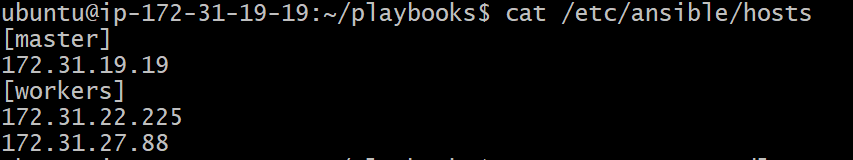 ubuntu@ip-172-31-19-19:~/playbooks$ cat /etc/ansible/hosts
[master]
172.31.19.19
[workers]
172.31.22.225
172.31.27.88